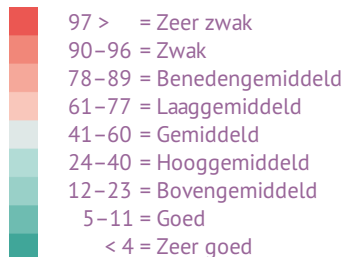 97 > = Zeer zwak
90–96 = Zwak
78–89 = Benedengemiddeld
61–77 = Laaggemiddeld
41–60 = Gemiddeld
24–40 = Hooggemiddeld
12–23 = Bovengemiddeld
5–11 = Goed
< 4 = Zeer goed